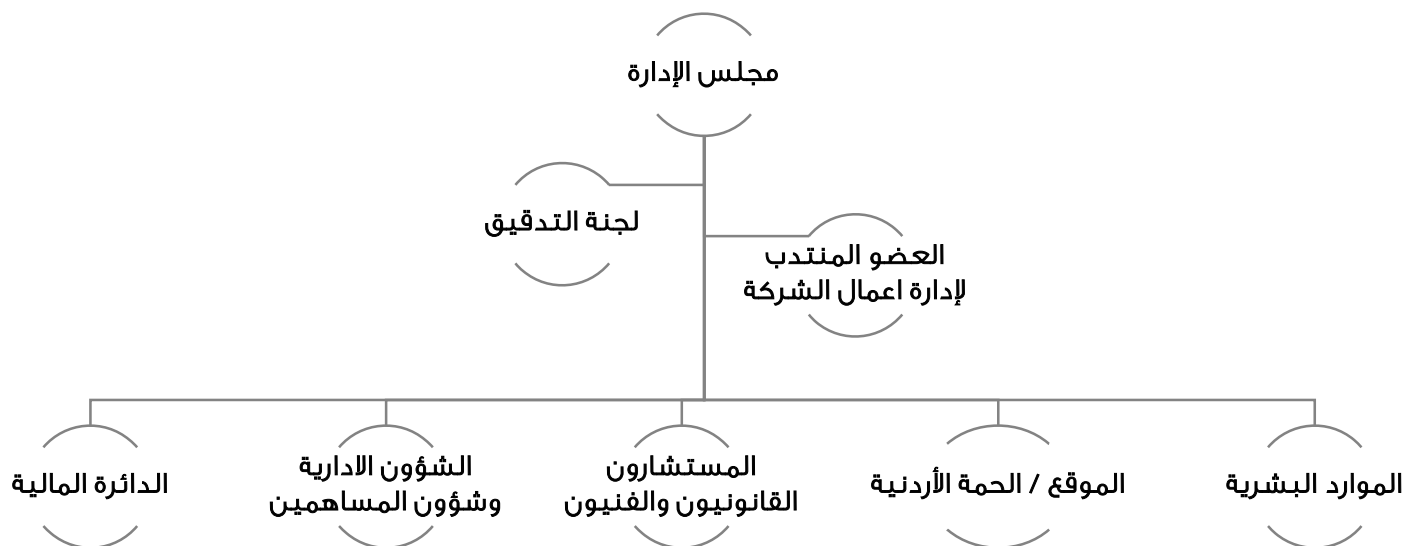 مجلس الإدارة
لجنة التدقيق
العضو المنتدب
لإدارة اعمال الشركة
الموارد البشرية
الموقع / الحمة الأردنية
المستشارون
القانونيون والفنيون
الشؤون الادارية
وشؤون المساهمين
الدائرة المالية